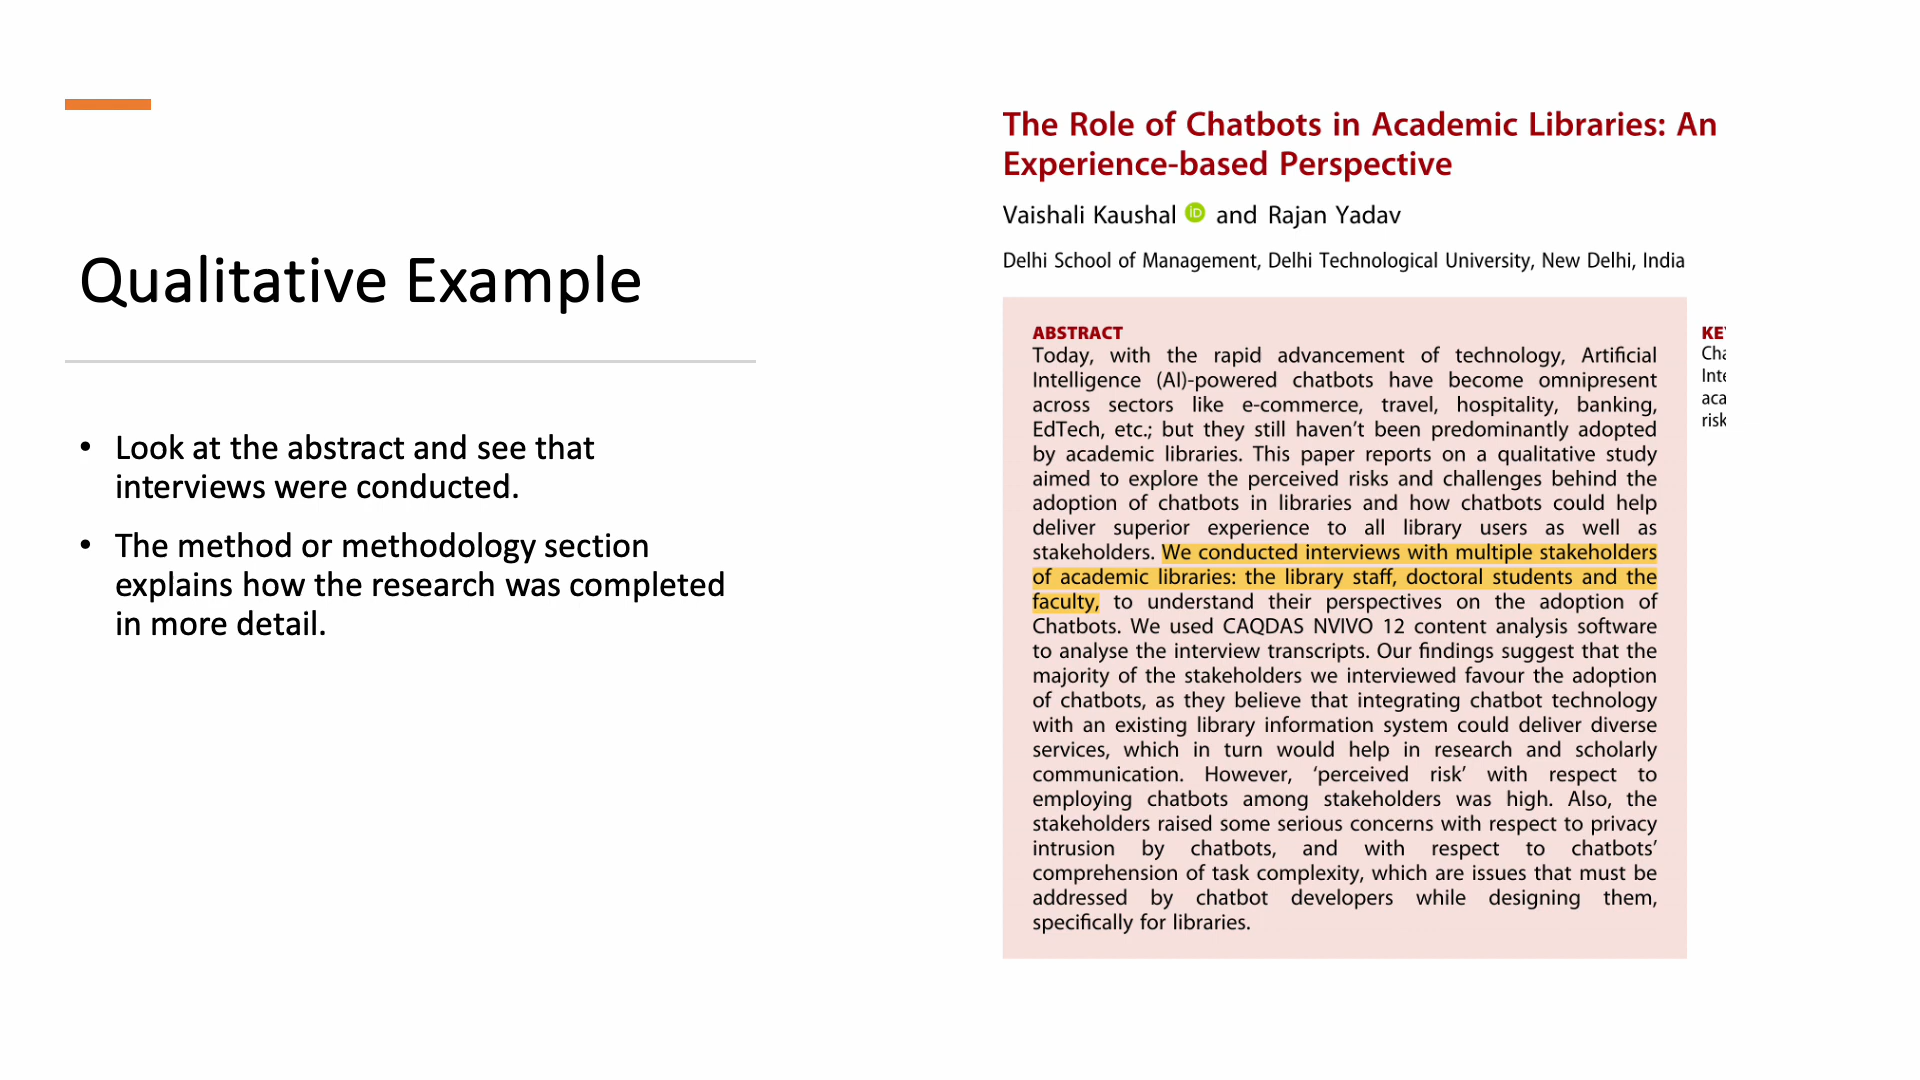 Qualitative Example
• Look at the abstract and see that
interviews were conducted.
• The method or methodology section
explains how the research was completed
in more detail.
The Role of Chatbots in Academic Libraries: An
Experience-based Perspective
Vaishali Kaushal iD and Rajan Yadav
Delhi School of Management, Delhi Technological University, New Delhi, India
ABSTRACT
Today, with the rapid advancement of technology, Artificial
Intelligence (AI)-powered chatbots have become omnipresent
across sectors like e-commerce, travel, hospitality, banking,
EdTech, etc.; but they still haven’t been predominantly adopted
by academic libraries. This paper reports on a qualitative study
aimed to explore the perceived risks and challenges behind the
adoption of chatbots in libraries and how chatbots could help
deliver superior experience to all library users as well as
stakeholders. We conducted interviews with multiple stakeholders
of academic libraries: the library staff, doctoral students and the
faculty, to understand their perspectives on the adoption of
Chatbots. We used CAQDAS NVIVO 12 content analysis software
to analyse the interview transcripts. Our findings suggest that the
majority of the stakeholders we interviewed favour the adoption
of chatbots, as they believe that integrating chatbot technology
with an existing library information system could deliver diverse
services, which in turn would help in research and scholarly
communication. However, ‘perceived risk’ with respect to
employing chatbots among stakeholders was high. Also, the
stakeholders raised some serious concerns with respect to privacy
intrusion by chatbots, and with respect to chatbots’
comprehension of task complexity, which are issues that must be
addressed by chatbot developers while designing them,
specifically for libraries.
risk